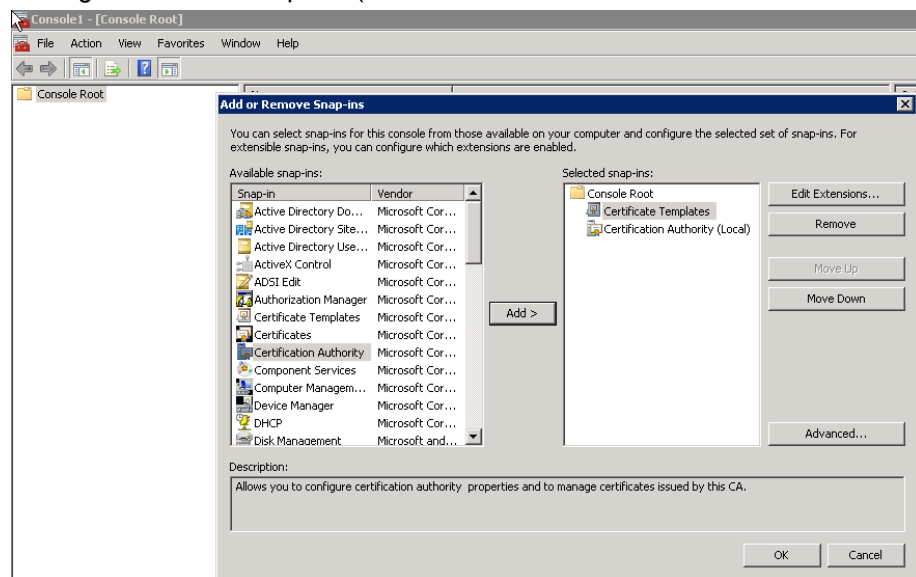 Console1 - [Console Root]
File Action View Favorites Window Help
Console Root
Add or Remove Snap-ins
You can select snap-ins for this console from those available on your computer and configure the selected set of snap-ins. For
extensible snap-ins, you can configure which extensions are enabled.
Available snap-ins:
Selected snap-ins:
Snap-in Vendor
Active Directory Do... Microsoft Cor...
Active Directory Site... Microsoft Cor...
Active Directory Use... Microsoft Cor...
ActiveX Control Microsoft Cor...
ADSI Edit Microsoft Cor...
Authorization Manager Microsoft Cor...
Certificate Templates Microsoft Cor...
Certificates Microsoft Cor...
Certification Authority Microsoft Cor...
Component Services Microsoft Cor...
Computer Managem... Microsoft Cor...
Device Manager Microsoft Cor...
DHCP Microsoft Cor...
Disk Management Microsoft and...
Add >
Console Root
Certificate Templates
Certification Authority (Local)
Edit Extensions...
Remove
Move Up
Move Down
Advanced...
Description:
Allows you to configure certification authority properties and to manage certificates issued by this CA.
OK Cancel